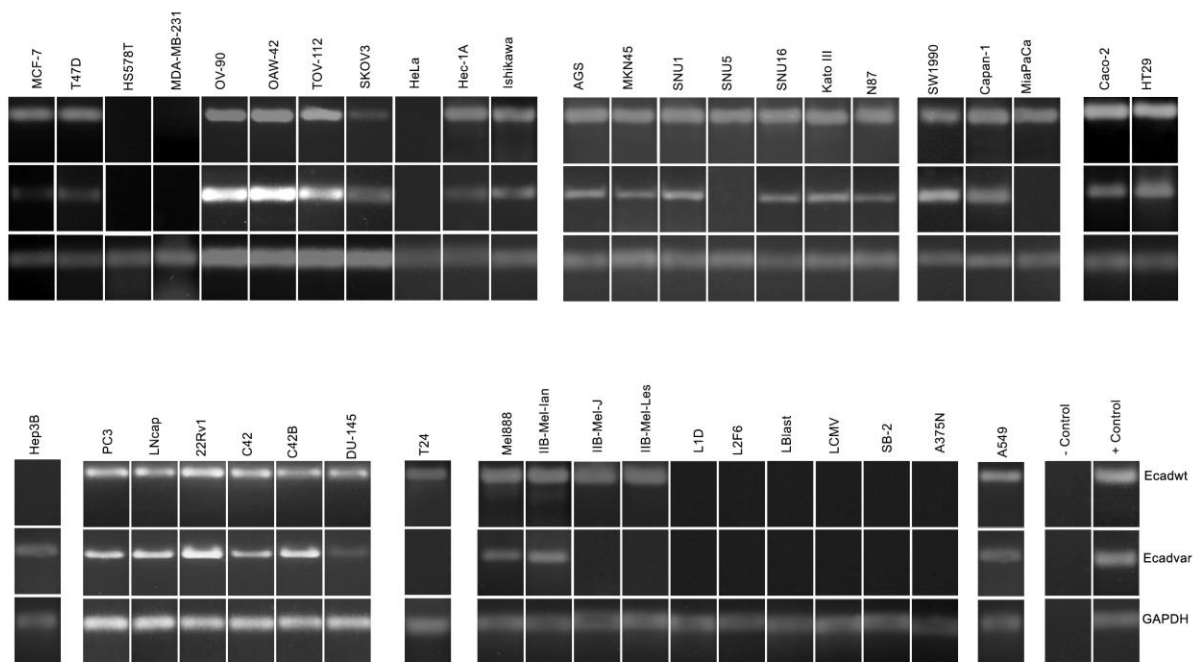 MCF-7 T47D HS578T MDA-MB-231 OV-90 OAW-42 TOV-112 SKOV3 HeLa Hec-1A Ishikawa AGS MKN45 SNU1 SNU5 SNU16 Kato III N87 SW1990 Capan-1 MiaPaCa Caco-2 HT29
Hep3B PC3 LNcap 22Rv1 C42 C42B DU-145 T24 Mel888 IIB-Mel-Ian IIB-Mel-J IIB-Mel-Les L1D L2F6 LBlast LCMV SB-2 A375N A549 - Control + Control
Ecadwt
Ecadvar
GAPDH